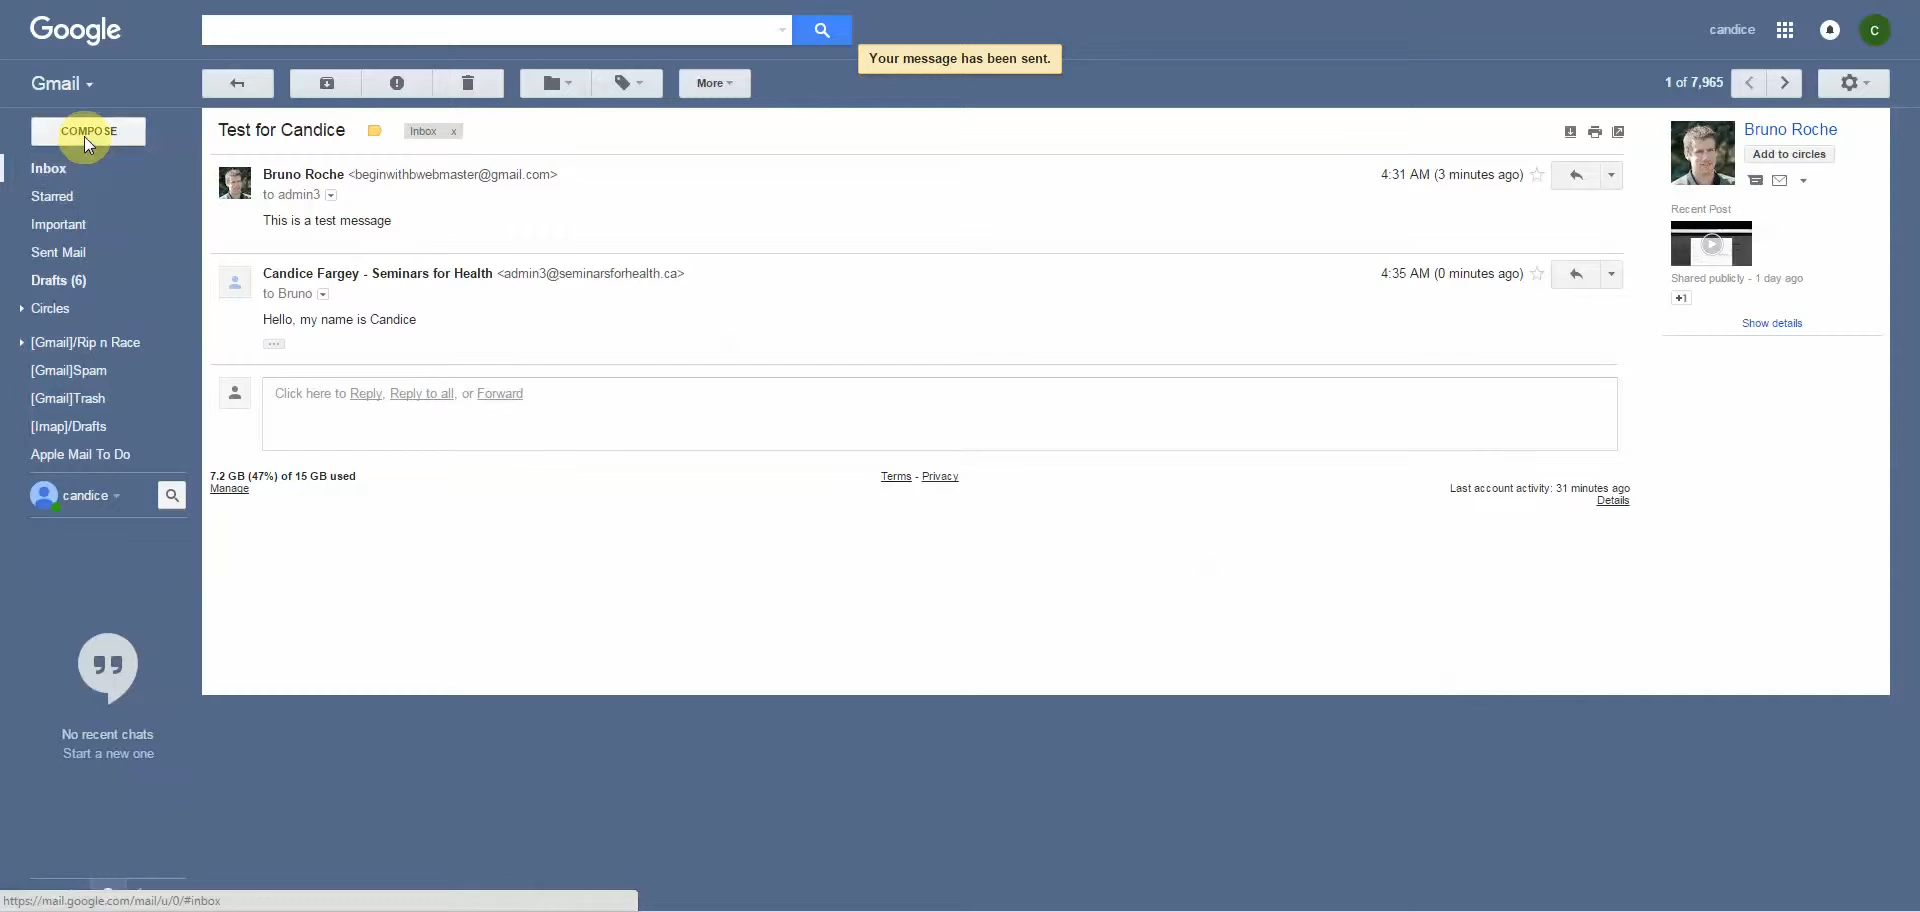 Google
Your message has been sent.
candice
C
Gmail
More
1 of 7,965
COMPOSE
Inbox
Starred
Important
Sent Mail
Drafts (6)
Circles
[Gmail]/Rip n Race
[Gmail]Spam
[Gmail]Trash
[Imap]/Drafts
Apple Mail To Do
candice
No recent chats
Start a new one
Test for Candice
Inbox x
Bruno Roche <beginwithbwebmaster@gmail.com>
4:31 AM (3 minutes ago)
to admin3
This is a test message
Candice Fargey - Seminars for Health <admin3@seminarsforhealth.ca>
4:35 AM (0 minutes ago)
to Bruno
Hello, my name is Candice
Click here to Reply, Reply to all, or Forward
7.2 GB (47%) of 15 GB used
Manage
Terms - Privacy
Last account activity: 31 minutes ago
Details
Bruno Roche
Add to circles
Recent Post
Shared publicly - 1 day ago
+1
Show details
https://mail.google.com/mail/u/0/#inbox